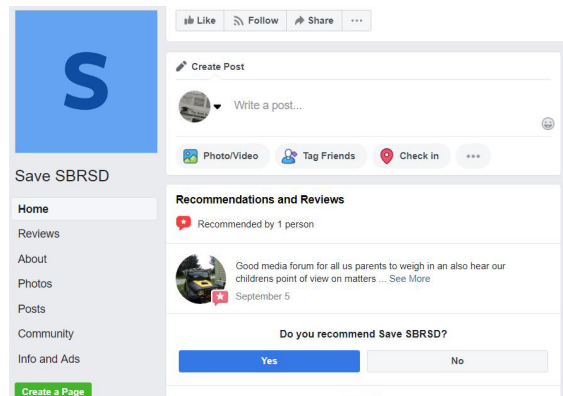 S
Save SBRSD
Home
Reviews
About
Photos
Posts
Community
Info and Ads
Create a Page
Like Follow Share ...
Create Post
Write a post...
Photo/Video Tag Friends Check in ...
Recommendations and Reviews
Recommended by 1 person
Good media forum for all us parents to weigh in an also hear our
childrens point of view on matters ... See More
September 5
Do you recommend Save SBRSD?
Yes No